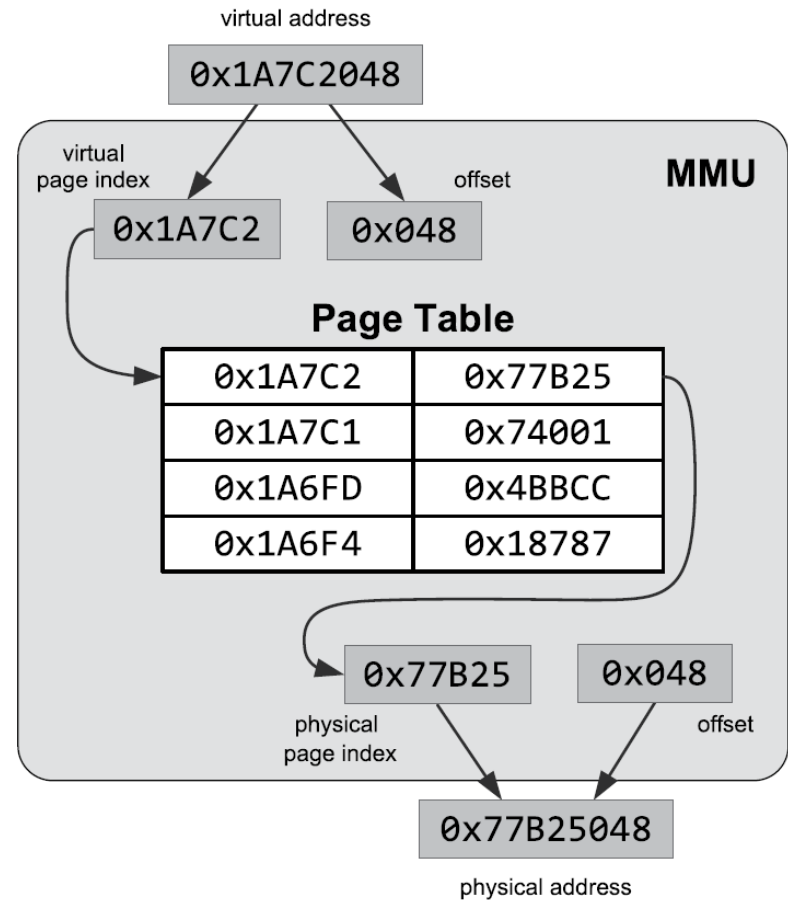 virtual address
0x1A7C2048
virtual
page index
offset
MMU
0x1A7C2
0x048
Page Table
0x1A7C2 0x77B25
0x1A7C1 0x74001
0x1A6FD 0x4BBCC
0x1A6F4 0x18787
0x77B25
0x048
physical
page index
offset
0x77B25048
physical address